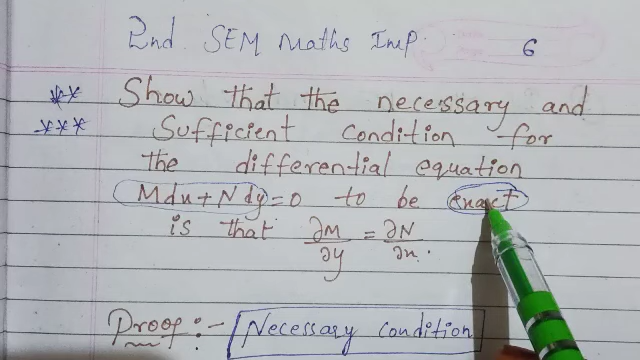 2nd SEM Maths Imp.
6
** Show that the necessary and
*** Sufficient condition for
the differential equation
Mdx + Ndy = 0 to be exact
is that ∂M/∂y = ∂N/∂x.
Proof :- Necessary condition